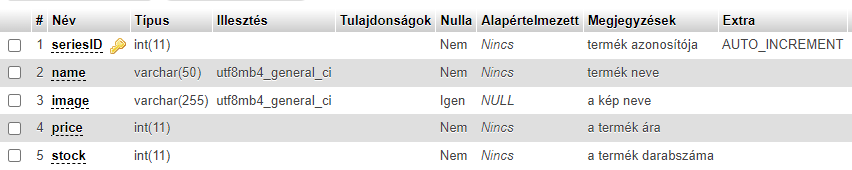 # Név Típus Illesztés Tulajdonságok Nulla Alapértelmezett Megjegyzések Extra
1 seriesID int(11) Nem Nincs termék azonosítója AUTO_INCREMENT
2 name varchar(50) utf8mb4_general_ci Nem Nincs termék neve
3 image varchar(255) utf8mb4_general_ci Igen NULL a kép neve
4 price int(11) Nem Nincs a termék ára
5 stock int(11) Nem Nincs a termék darabszáma